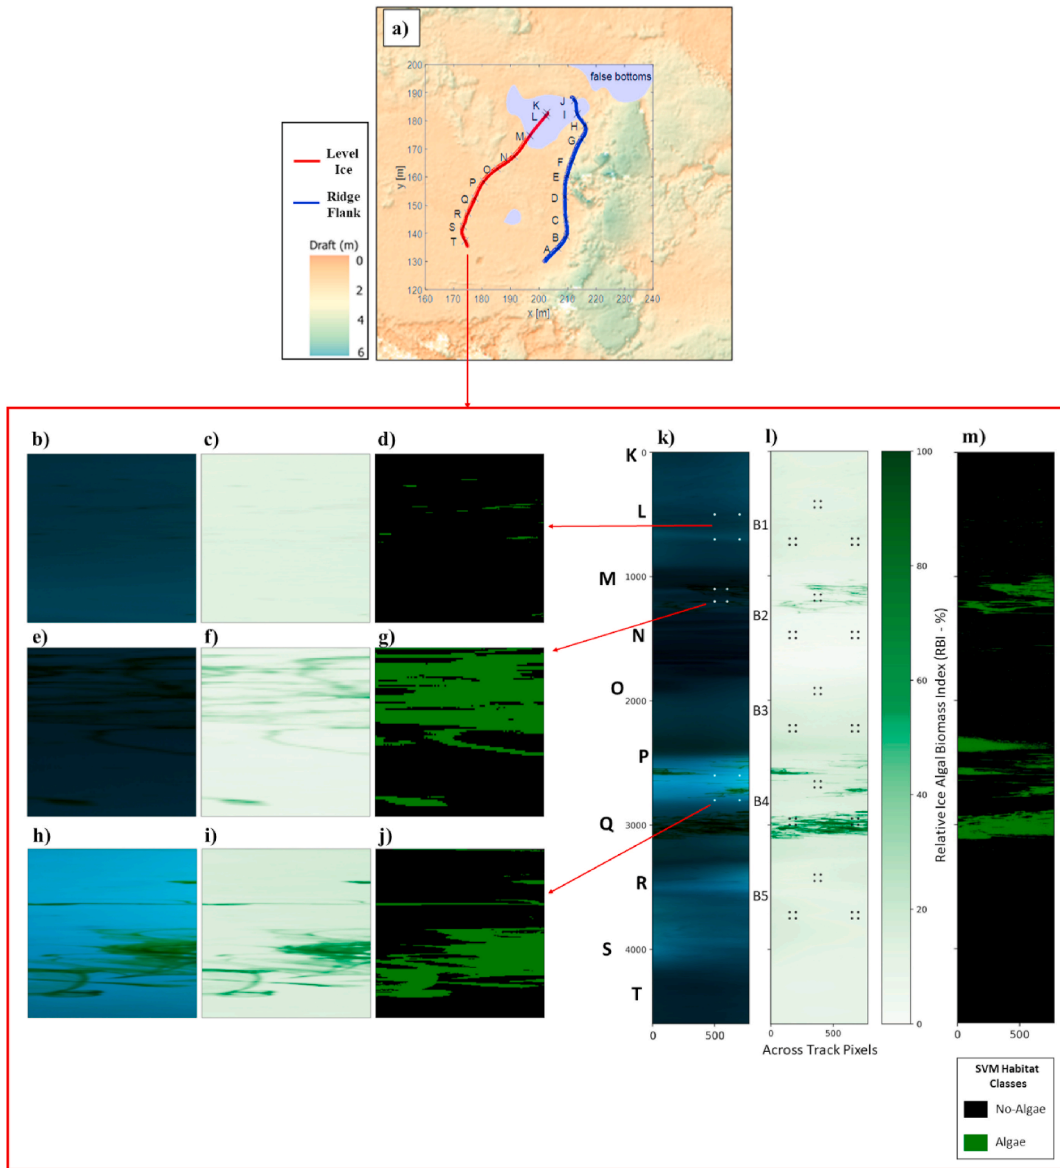 a)
200
190
180
170
160
150
140
130
120
y [m]
false bottoms
K
J
L
I
M
H
G
N
F
O
E
P
D
Q
R
C
S
B
T
A
160 170 180 190 200 210 220 230 240
x [m]
Level
Ice
Ridge
Flank
Draft (m)
0
2
4
6
b)
c)
d)
e)
f)
g)
h)
i)
j)
k)
l)
m)
K
L
M
N
O
P
Q
R
S
T
0
1000
2000
3000
4000
B1
B2
B3
B4
B5
0 500
0 500
Across Track Pixels
100
80
60
40
20
0
Relative Ice Algal Biomass Index (RBI - %)
SVM Habitat
Classes
No-Algae
Algae